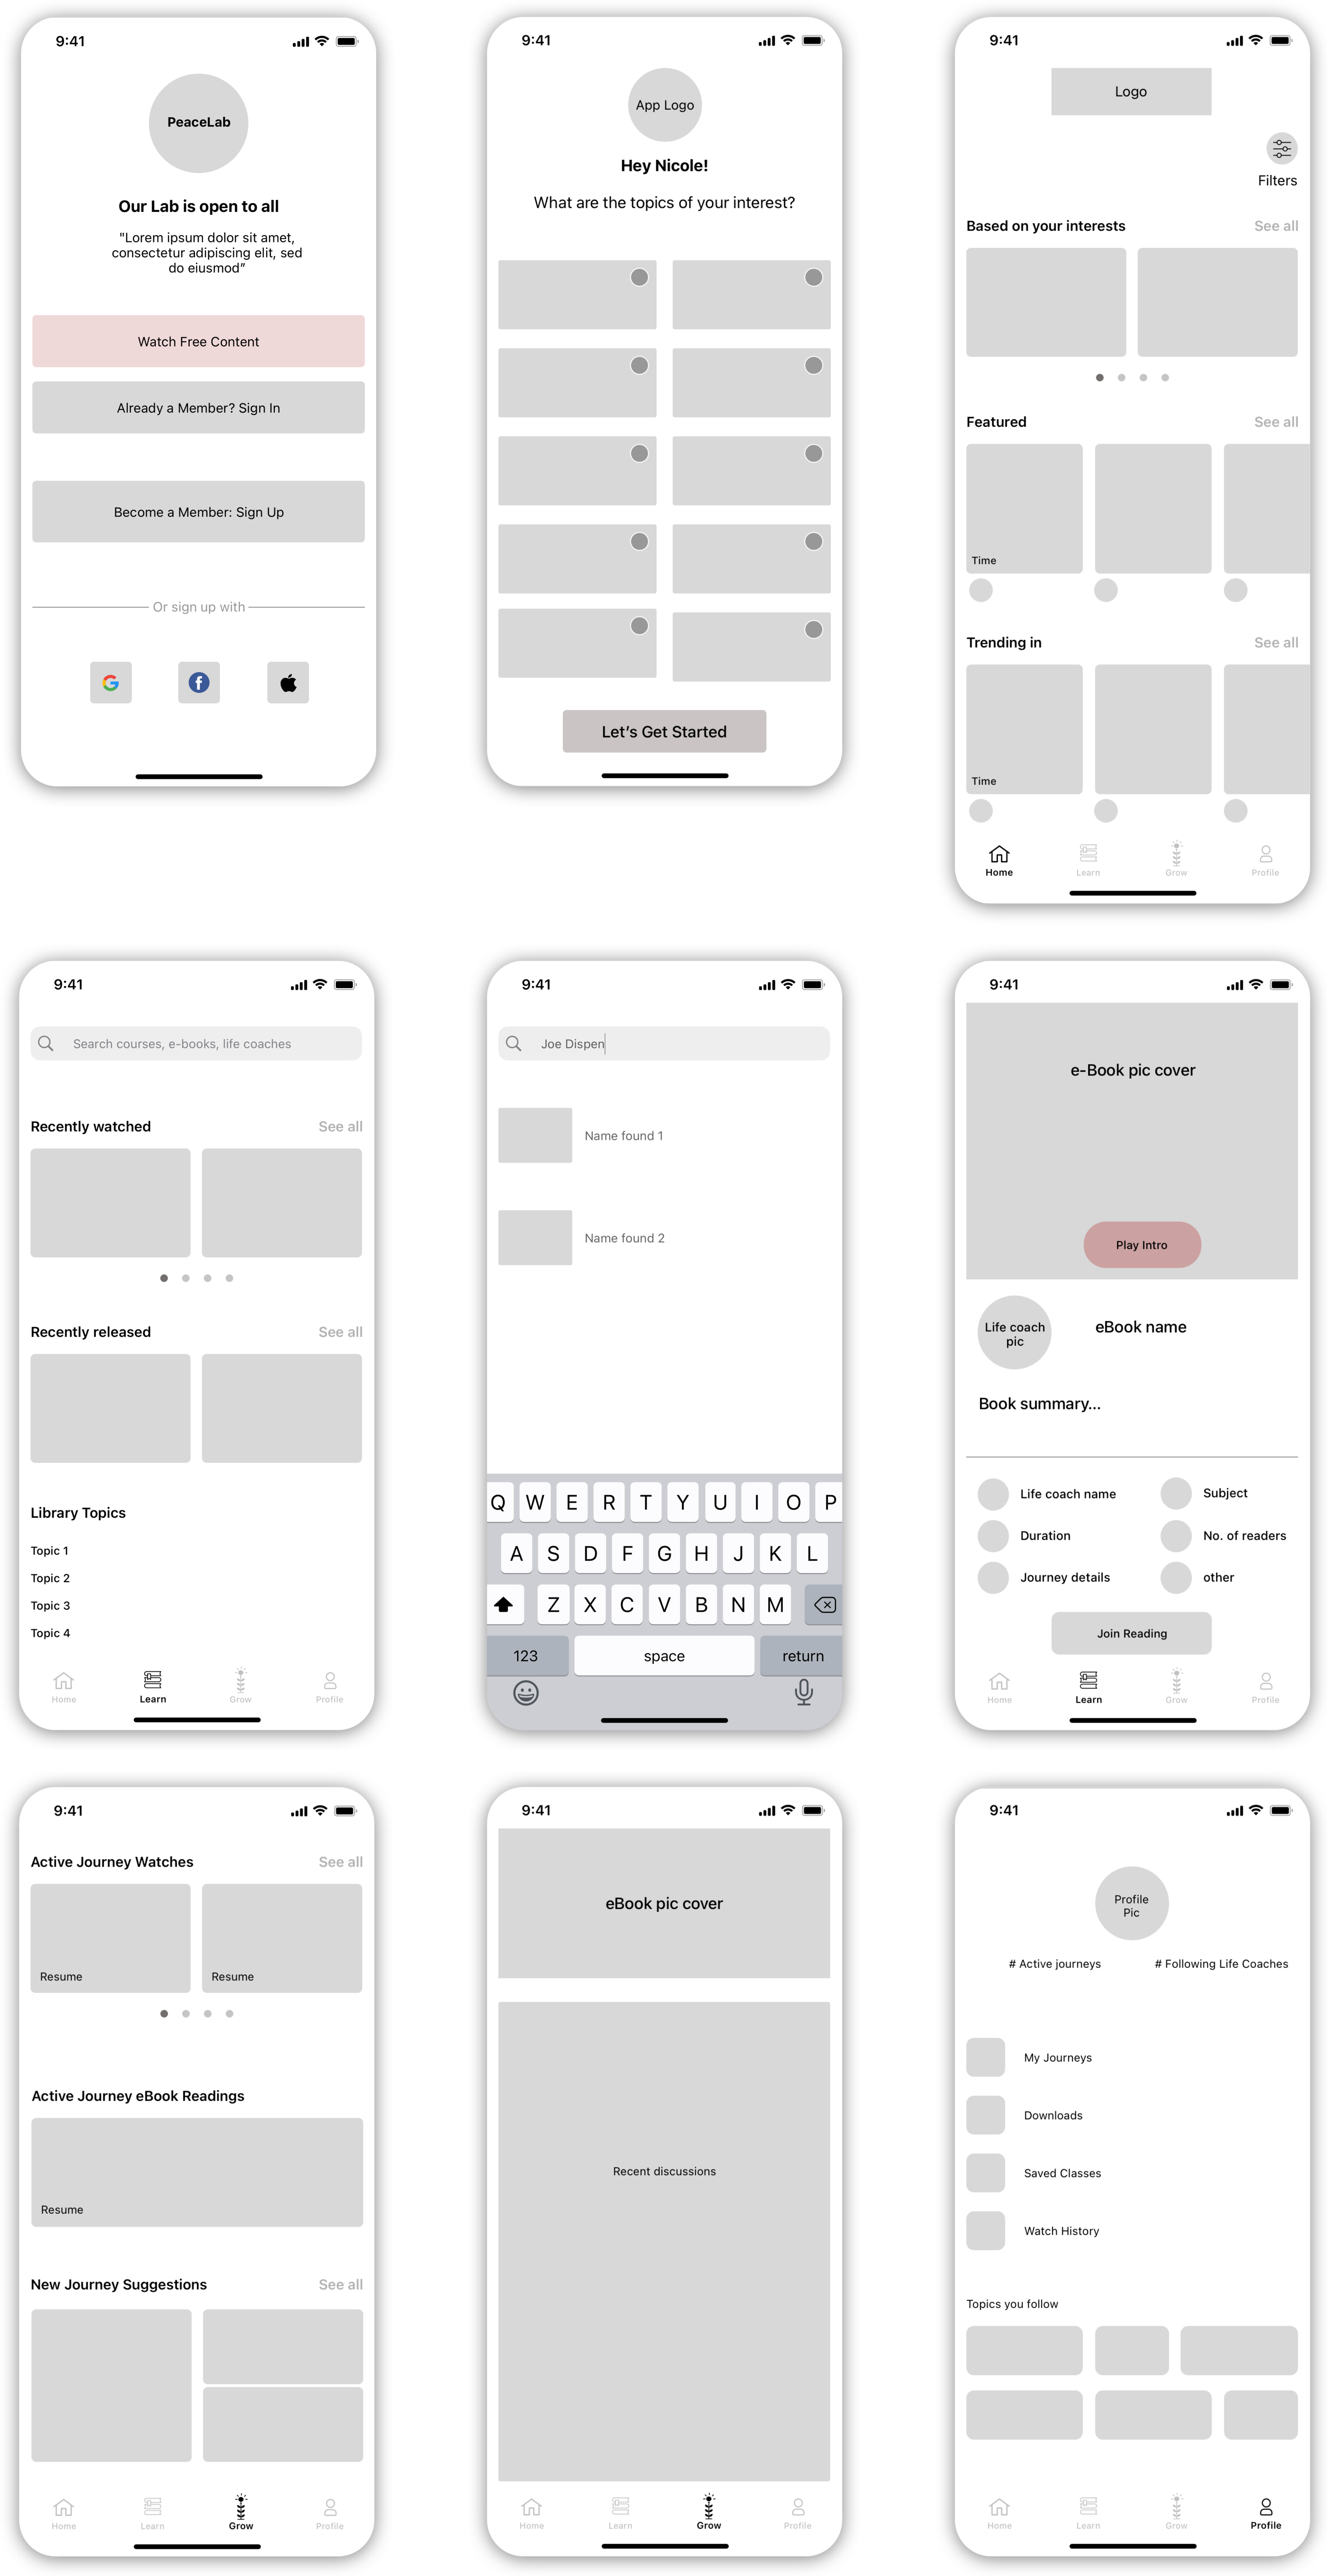 9:41
PeaceLab
Our Lab is open to all
"Lorem ipsum dolor sit amet,
consectetur adipiscing elit, sed
do eiusmod”
Watch Free Content
Already a Member? Sign In
Become a Member: Sign Up
Or sign up with
9:41
App Logo
Hey Nicole!
What are the topics of your interest?
Let’s Get Started
9:41
Logo
Filters
Based on your interests See all
Featured See all
Time
Trending in See all
Time
Home Learn Grow Profile
9:41
Search courses, e-books, life coaches
Recently watched See all
Recently released See all
Library Topics
Topic 1
Topic 2
Topic 3
Topic 4
Home Learn Grow Profile
9:41
Joe Dispen
Name found 1
Name found 2
Q W E R T Y U I O P
A S D F G H J K L
Z X C V B N M
123 space return
9:41
e-Book pic cover
Play Intro
Life coach
pic
eBook name
Book summary...
Life coach name Subject
Duration No. of readers
Journey details other
Join Reading
Home Learn Grow Profile
9:41
Active Journey Watches See all
Resume Resume
Active Journey eBook Readings
Resume
New Journey Suggestions See all
Home Learn Grow Profile
9:41
eBook pic cover
Recent discussions
Home Learn Grow Profile
9:41
Profile
Pic
# Active journeys # Following Life Coaches
My Journeys
Downloads
Saved Classes
Watch History
Topics you follow
Home Learn Grow Profile